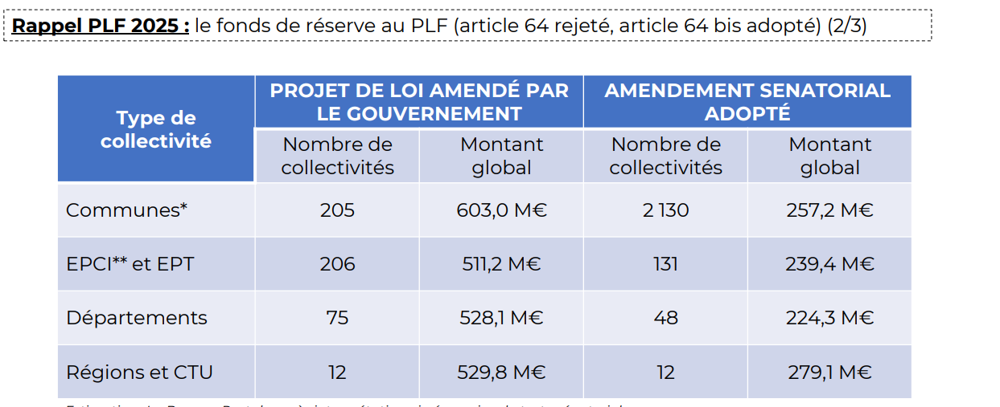 Rappel PLF 2025 : le fonds de réserve au PLF (article 64 rejeté, article 64 bis adopté) (2/3)
Type de
collectivité
PROJET DE LOI AMENDÉ PAR
LE GOUVERNEMENT
AMENDEMENT SENATORIAL
ADOPTÉ
Nombre de
collectivités
Montant
global
Nombre de
collectivités
Montant
global
Communes* 205 603,0 M€ 2 130 257,2 M€
EPCI** et EPT 206 511,2 M€ 131 239,4 M€
Départements 75 528,1 M€ 48 224,3 M€
Régions et CTU 12 529,8 M€ 12 279,1 M€